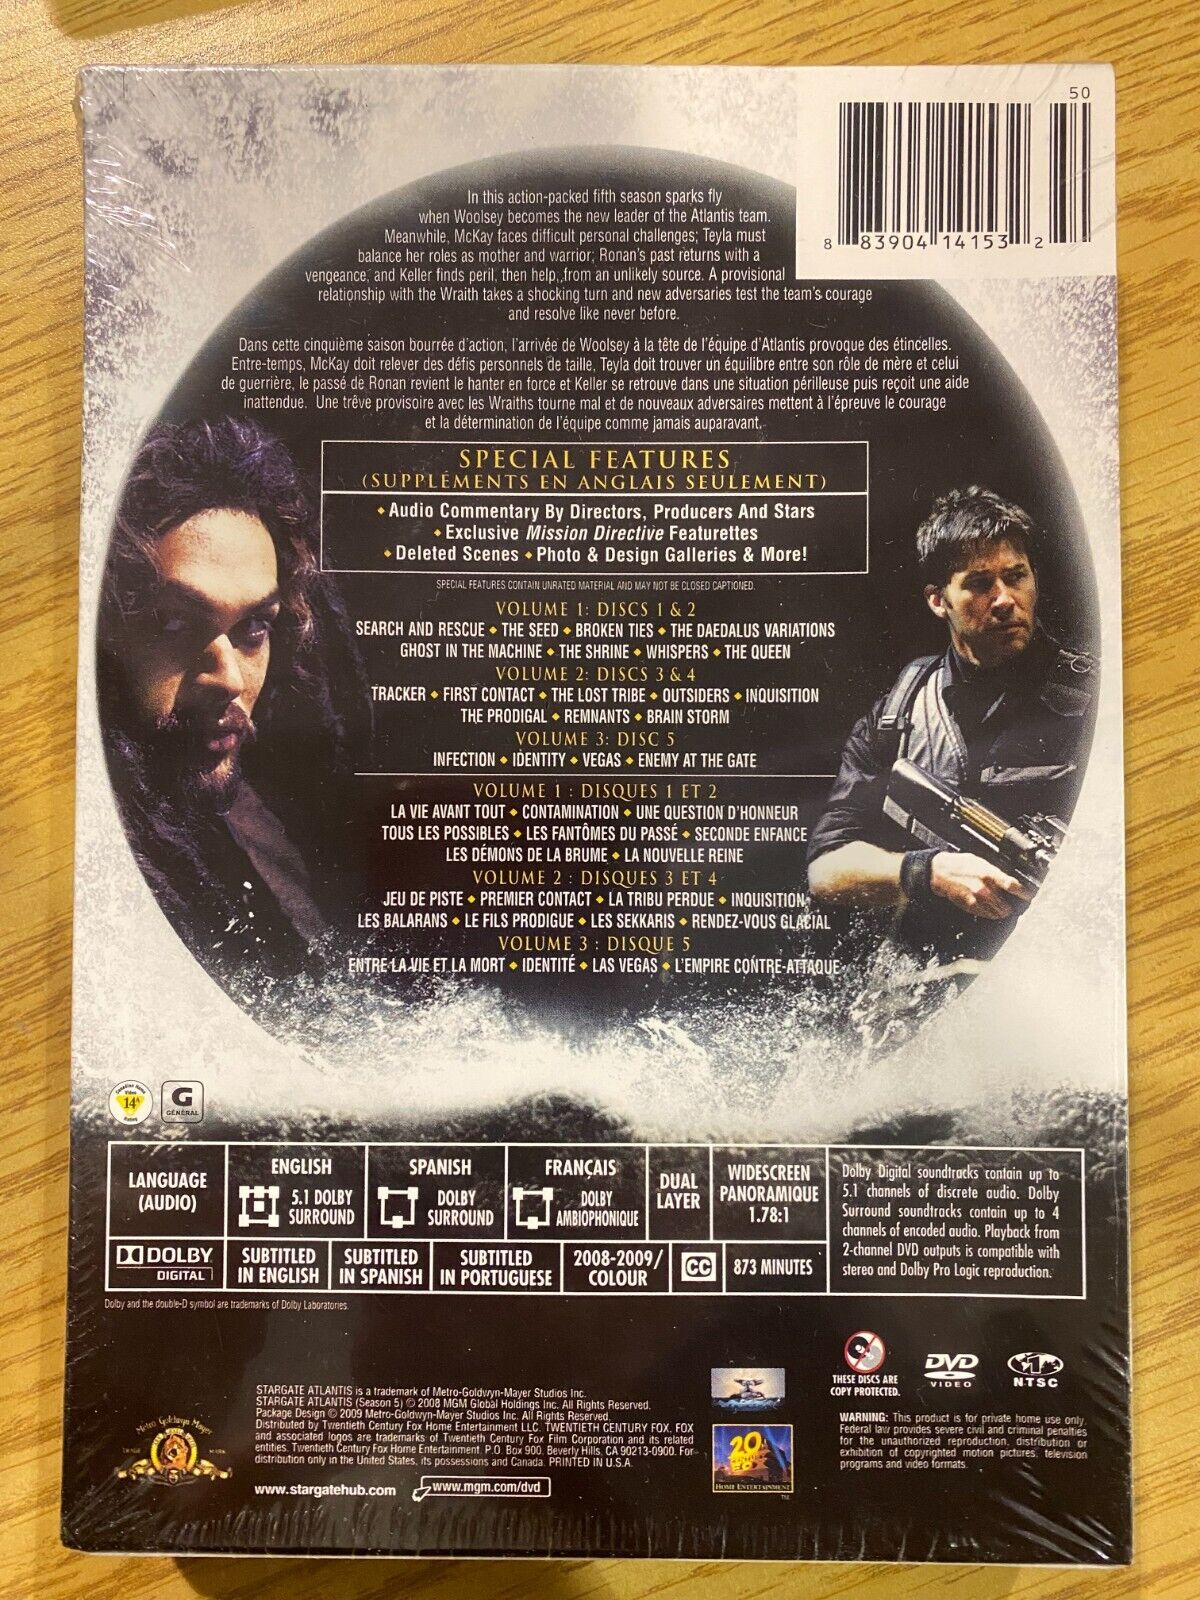 50
8 83904 14153 2
In this action-packed fifth season sparks fly
when Woolsey becomes the new leader of the Atlantis team.
Meanwhile, McKay faces difficult personal challenges; Teyla must
balance her roles as mother and warrior; Ronan's past returns with a
vengeance, and Keller finds peril, then help, from an unlikely source. A provisional
relationship with the Wraith takes a shocking turn and new adversaries test the team's courage
and resolve like never before.
Dans cette cinquième saison bourrée d'action, l'arrivée de Woolsey à la tête de l'équipe d'Atlantis provoque des étincelles.
Entre-temps, McKay doit relever des défis personnels de taille, Teyla doit trouver un équilibre entre son rôle de mère et celui
de guerrière, le passé de Ronan revient le hanter en force et Keller se retrouve dans une situation périlleuse puis reçoit une aide
inattendue. Une trêve provisoire avec les Wraiths tourne mal et de nouveaux adversaires mettent à l'épreuve le courage
et la détermination de l'équipe comme jamais auparavant.
SPECIAL FEATURES
(SUPPLÉMENTS EN ANGLAIS SEULEMENT)
◆ Audio Commentary By Directors, Producers And Stars
◆ Exclusive Mission Directive Featurettes
◆ Deleted Scenes ◆ Photo & Design Galleries & More!
SPECIAL FEATURES CONTAIN UNRATED MATERIAL AND MAY NOT BE CLOSED CAPTIONED.
VOLUME 1: DISCS 1 & 2
SEARCH AND RESCUE ◆ THE SEED ◆ BROKEN TIES ◆ THE DAEDALUS VARIATIONS
GHOST IN THE MACHINE ◆ THE SHRINE ◆ WHISPERS ◆ THE QUEEN
VOLUME 2: DISCS 3 & 4
TRACKER ◆ FIRST CONTACT ◆ THE LOST TRIBE ◆ OUTSIDERS ◆ INQUISITION
THE PRODIGAL ◆ REMNANTS ◆ BRAIN STORM
VOLUME 3: DISC 5
INFECTION ◆ IDENTITY ◆ VEGAS ◆ ENEMY AT THE GATE
VOLUME 1 : DISQUES 1 ET 2
LA VIE AVANT TOUT ◆ CONTAMINATION ◆ UNE QUESTION D'HONNEUR
TOUS LES POSSIBLES ◆ LES FANTÔMES DU PASSÉ ◆ SECONDE ENFANCE
LES DÉMONS DE LA BRUME ◆ LA NOUVELLE REINE
VOLUME 2 : DISQUES 3 ET 4
JEU DE PISTE ◆ PREMIER CONTACT ◆ LA TRIBU PERDUE ◆ INQUISITION
LES BALARANS ◆ LE FILS PRODIGUE ◆ LES SEKKARIS ◆ RENDEZ-VOUS GLACIAL
VOLUME 3 : DISQUE 5
ENTRE LA VIE ET LA MORT ◆ IDENTITÉ ◆ LAS VEGAS ◆ L'EMPIRE CONTRE-ATTAQUE
Canadian Home
Video
14A
Rating
G
GÉNÉRAL
LANGUAGE
(AUDIO)
ENGLISH
5.1 DOLBY
SURROUND
SPANISH
DOLBY
SURROUND
FRANÇAIS
DOLBY
AMBIOPHONIQUE
DUAL
LAYER
WIDESCREEN
PANORAMIQUE
1.78:1
DOLBY
DIGITAL
SUBTITLED
IN ENGLISH
SUBTITLED
IN SPANISH
SUBTITLED
IN PORTUGUESE
2008-2009/
COLOUR
CC
873 MINUTES
Dolby Digital soundtracks contain up to
5.1 channels of discrete audio. Dolby
Surround soundtracks contain up to 4
channels of encoded audio. Playback from
2-channel DVD outputs is compatible with
stereo and Dolby Pro Logic reproduction.
Dolby and the double-D symbol are trademarks of Dolby Laboratories.
STARGATE ATLANTIS is a trademark of Metro-Goldwyn-Mayer Studios Inc.
STARGATE ATLANTIS (Season 5) © 2008 MGM Global Holdings Inc. All Rights Reserved.
Package Design © 2009 Metro-Goldwyn-Mayer Studios Inc. All Rights Reserved.
Distributed by Twentieth Century Fox Home Entertainment LLC. TWENTIETH CENTURY FOX, FOX
and associated logos are trademarks of Twentieth Century Fox Film Corporation and its related
entities. Twentieth Century Fox Home Entertainment, P.O. Box 900, Beverly Hills, CA 90213-0900. For
distribution only in the United States, its possessions and Canada. PRINTED IN U.S.A.
www.stargatehub.com
www.mgm.com/dvd
Metro Goldwyn Mayer
20
HOME ENTERTAINMENT
TM
THESE DISCS ARE
COPY PROTECTED.
DVD
VIDEO
1
NTSC
WARNING: This product is for private home use only.
Federal law provides severe civil and criminal penalties
for the unauthorized reproduction, distribution or
exhibition of copyrighted motion pictures, television
programs and video formats.